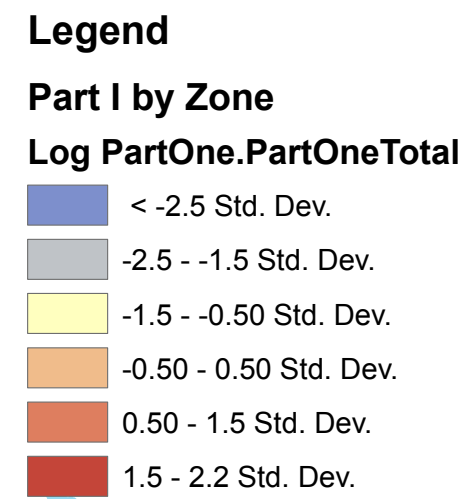 Legend
Part I by Zone
Log PartOne.PartOneTotal
< -2.5 Std. Dev.
-2.5 - -1.5 Std. Dev.
-1.5 - -0.50 Std. Dev.
-0.50 - 0.50 Std. Dev.
0.50 - 1.5 Std. Dev.
1.5 - 2.2 Std. Dev.